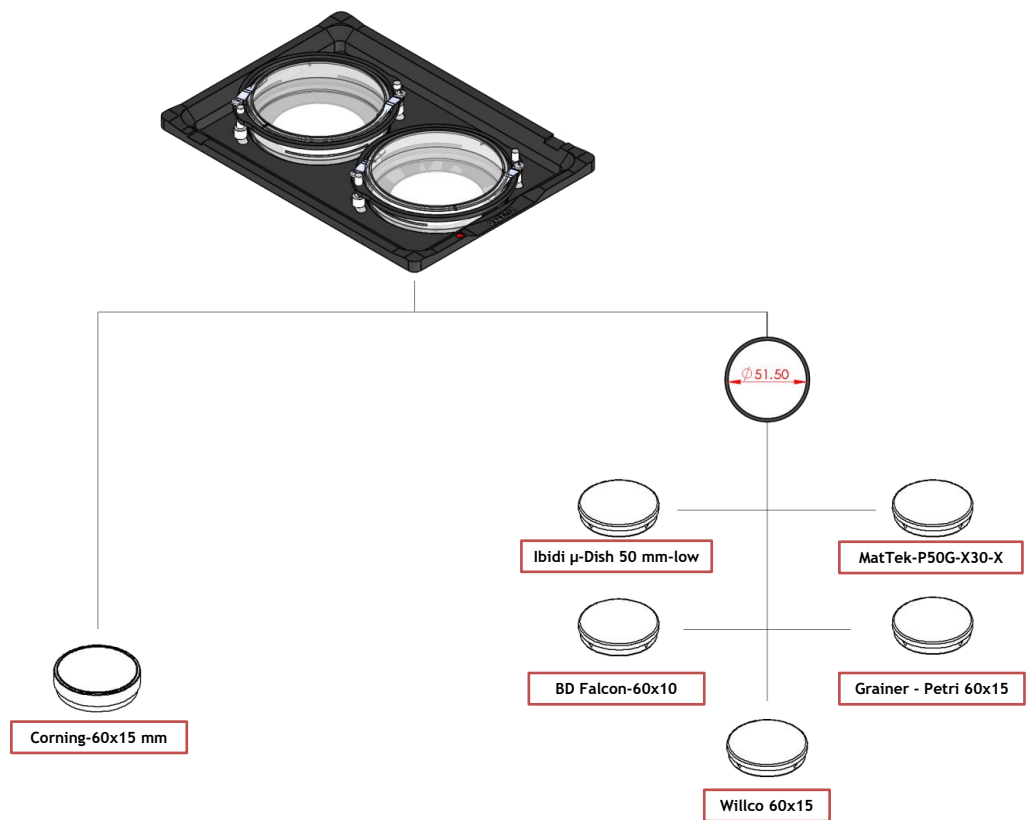 ⌀51.50
Ibidi µ-Dish 50 mm-low
MatTek-P50G-X30-X
BD Falcon-60x10
Grainer - Petri 60x15
Corning-60x15 mm
Willco 60x15